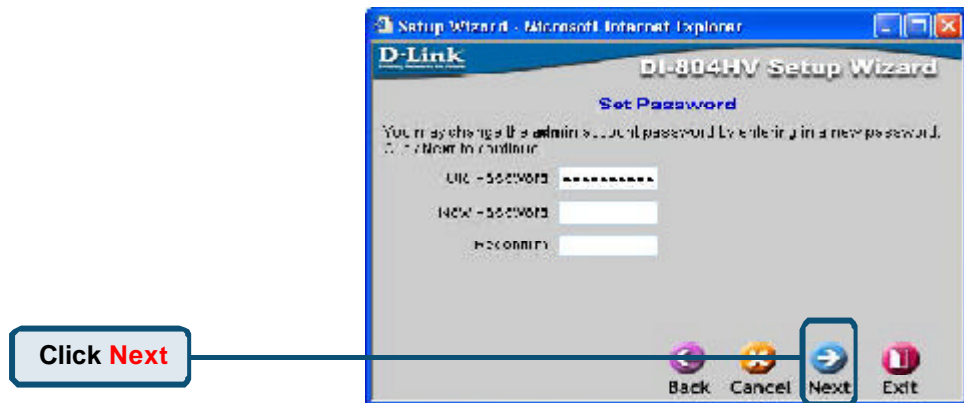 Setup Wizard - Microsoft Internet Explorer
D-Link
DI-804HV Setup Wizard
Set Password
You may change the admin account password by entering in a new password.
Click Next to continue
Old Password
New Password
Reconfirm
Click Next
Back Cancel Next Exit